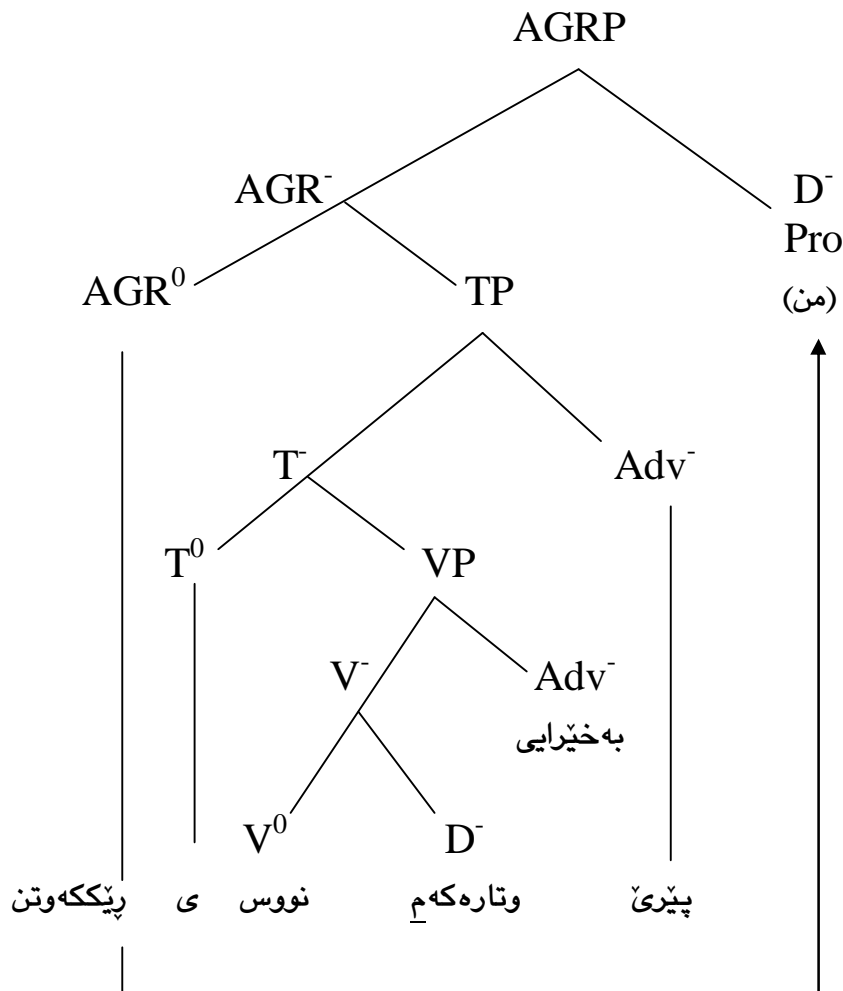 AGRP
AGR⁻ D⁻
Pro
AGR⁰ TP (من)
T⁻ Adv⁻
T⁰ VP
V⁻ Adv⁻
بەخێرایی
V⁰ D⁻
پێرێ وتارەکەم نووس ی ڕێککەوتن